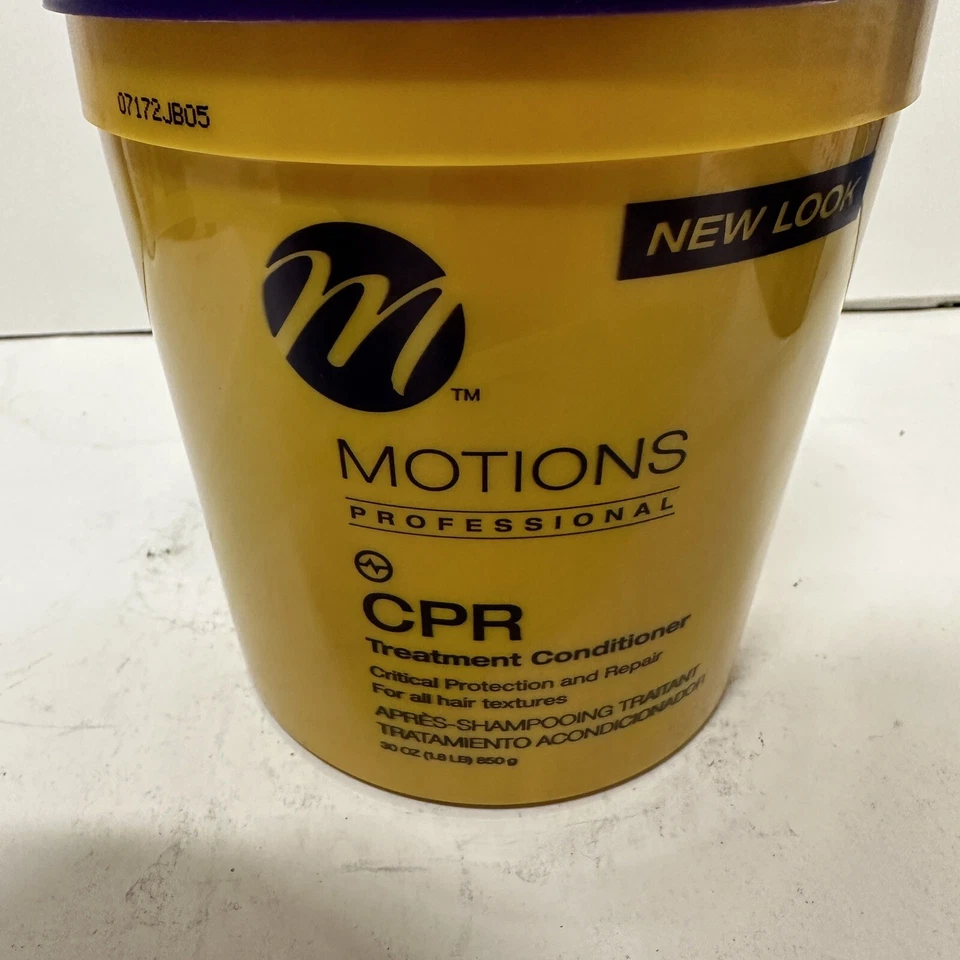 07172JB05
NEW LOOK
m
TM
MOTIONS
PROFESSIONAL
CPR
Treatment Conditioner
Critical Protection and Repair
For all hair textures
APRÈS-SHAMPOOING TRAITANT
TRATAMIENTO ACONDICIONADOR
30 OZ (1.8 LB) 850 g